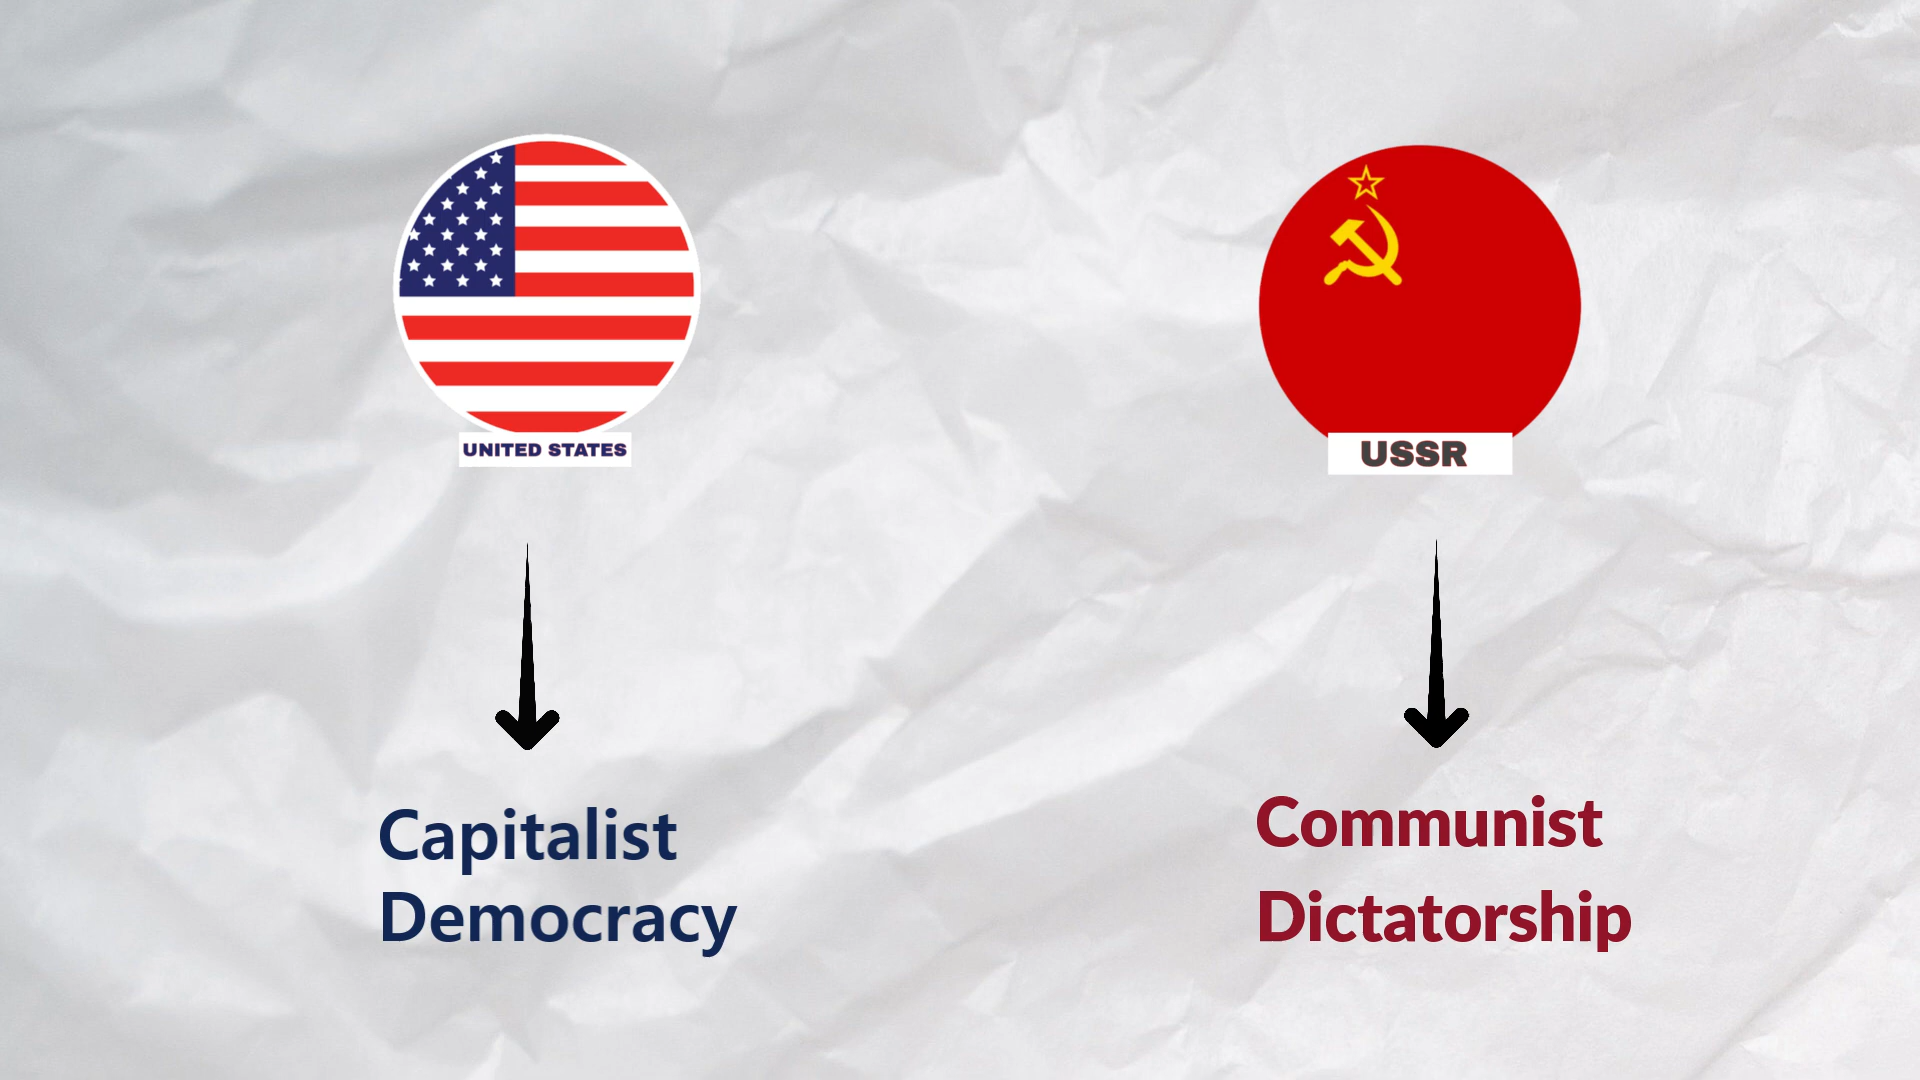 UNITED STATES
USSR
Capitalist
Democracy
Communist
Dictatorship